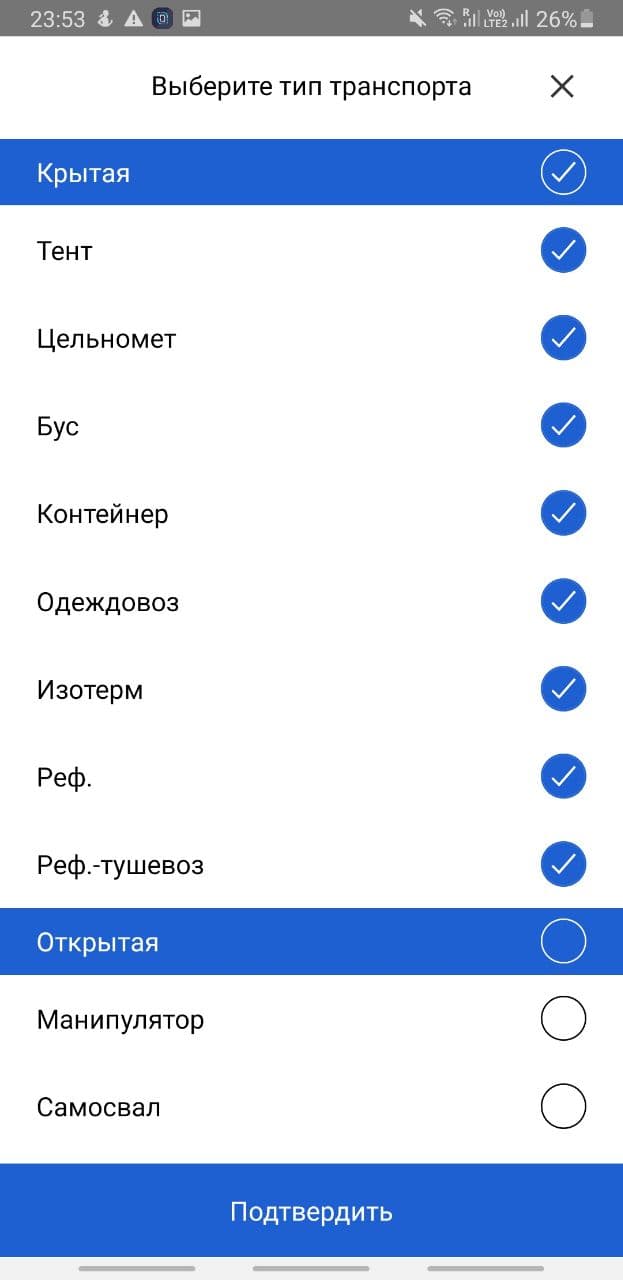 23:53 R Vo) LTE2 26%
Выберите тип транспорта
Крытая
Тент
Цельномет
Бус
Контейнер
Одеждовоз
Изотерм
Реф.
Реф.-тушевоз
Открытая
Манипулятор
Самосвал
Подтвердить